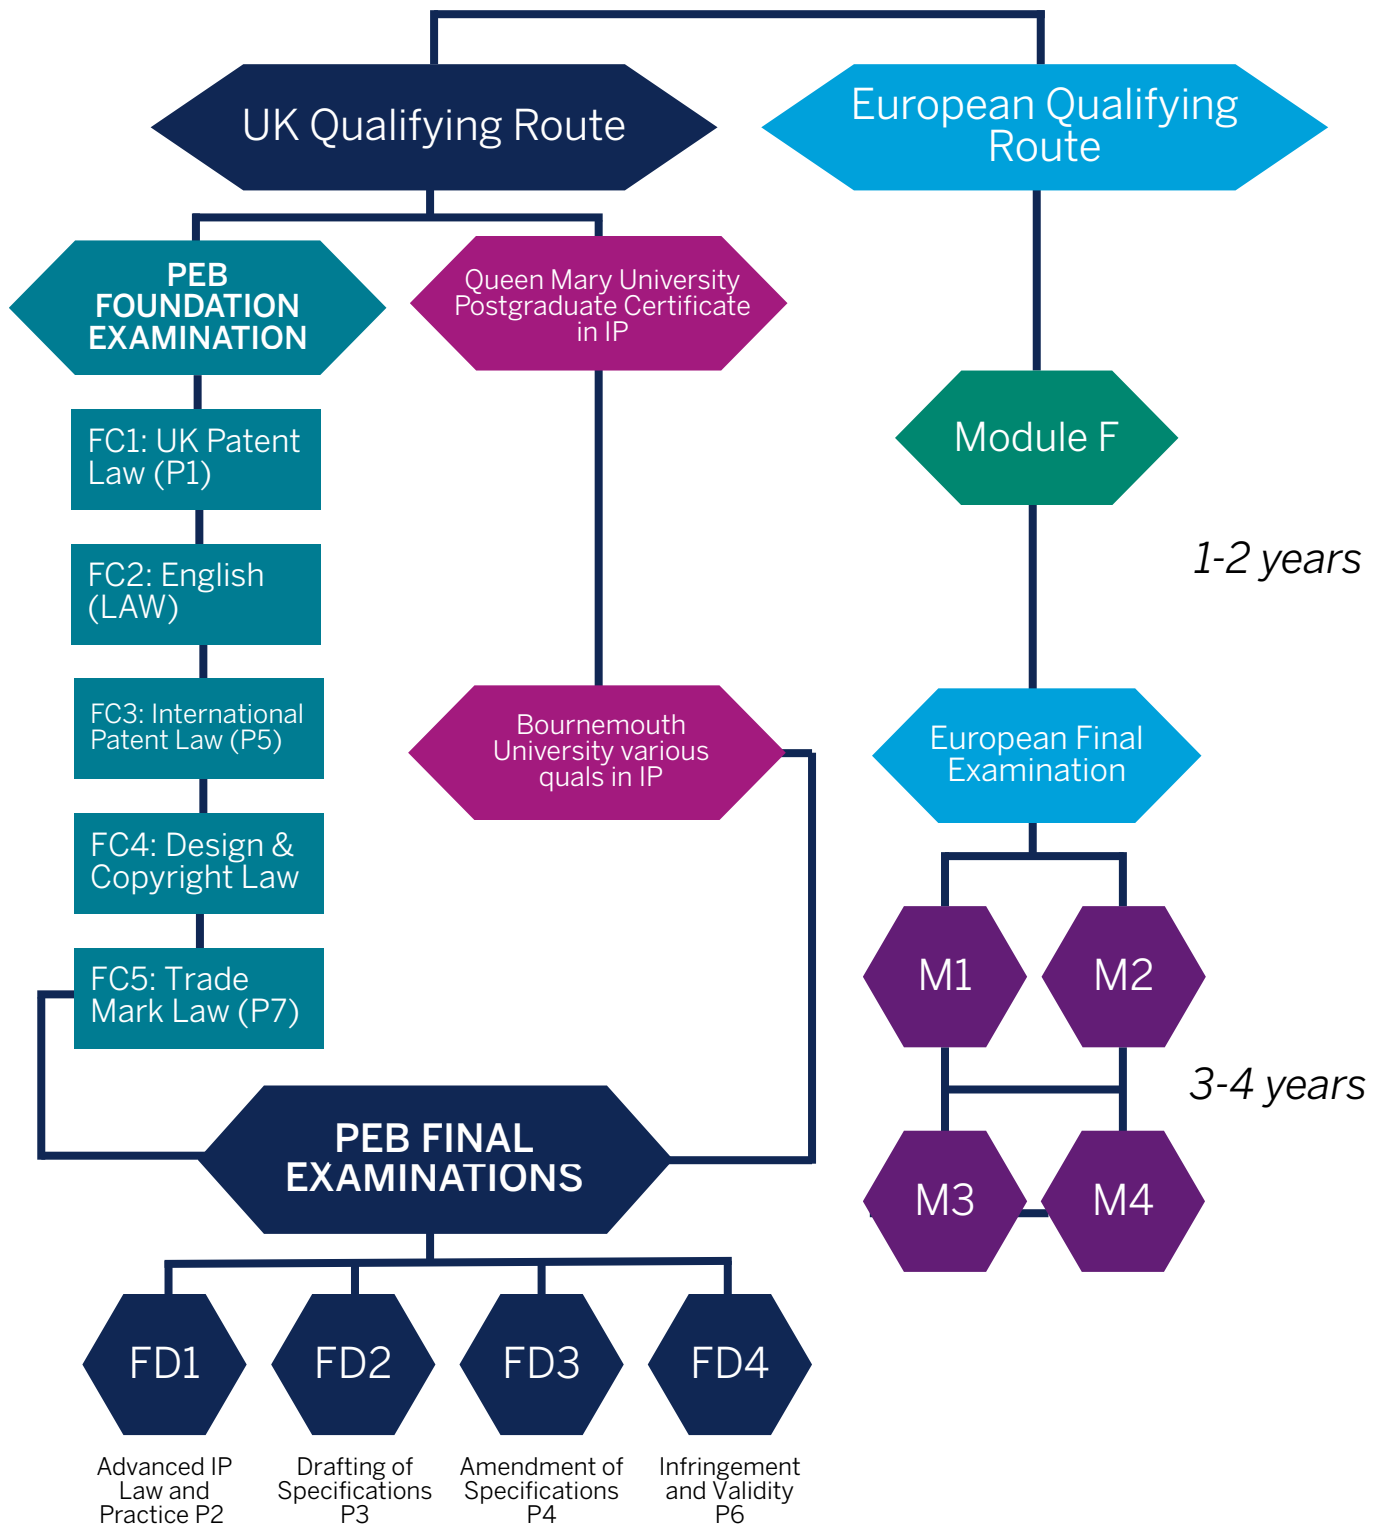 UK Qualifying Route
European Qualifying
Route
PEB
FOUNDATION
EXAMINATION
Queen Mary University
Postgraduate Certificate
in IP
FC1: UK Patent
Law (P1)
Module F
FC2: English
(LAW)
1-2 years
FC3: International
Patent Law (P5)
Bournemouth
University various
quals in IP
European Final
Examination
FC4: Design &
Copyright Law
FC5: Trade
Mark Law (P7)
M1
M2
3-4 years
PEB FINAL
EXAMINATIONS
M3
M4
FD1
FD2
FD3
FD4
Advanced IP
Law and
Practice P2
Drafting of
Specifications
P3
Amendment of
Specifications
P4
Infringement
and Validity
P6